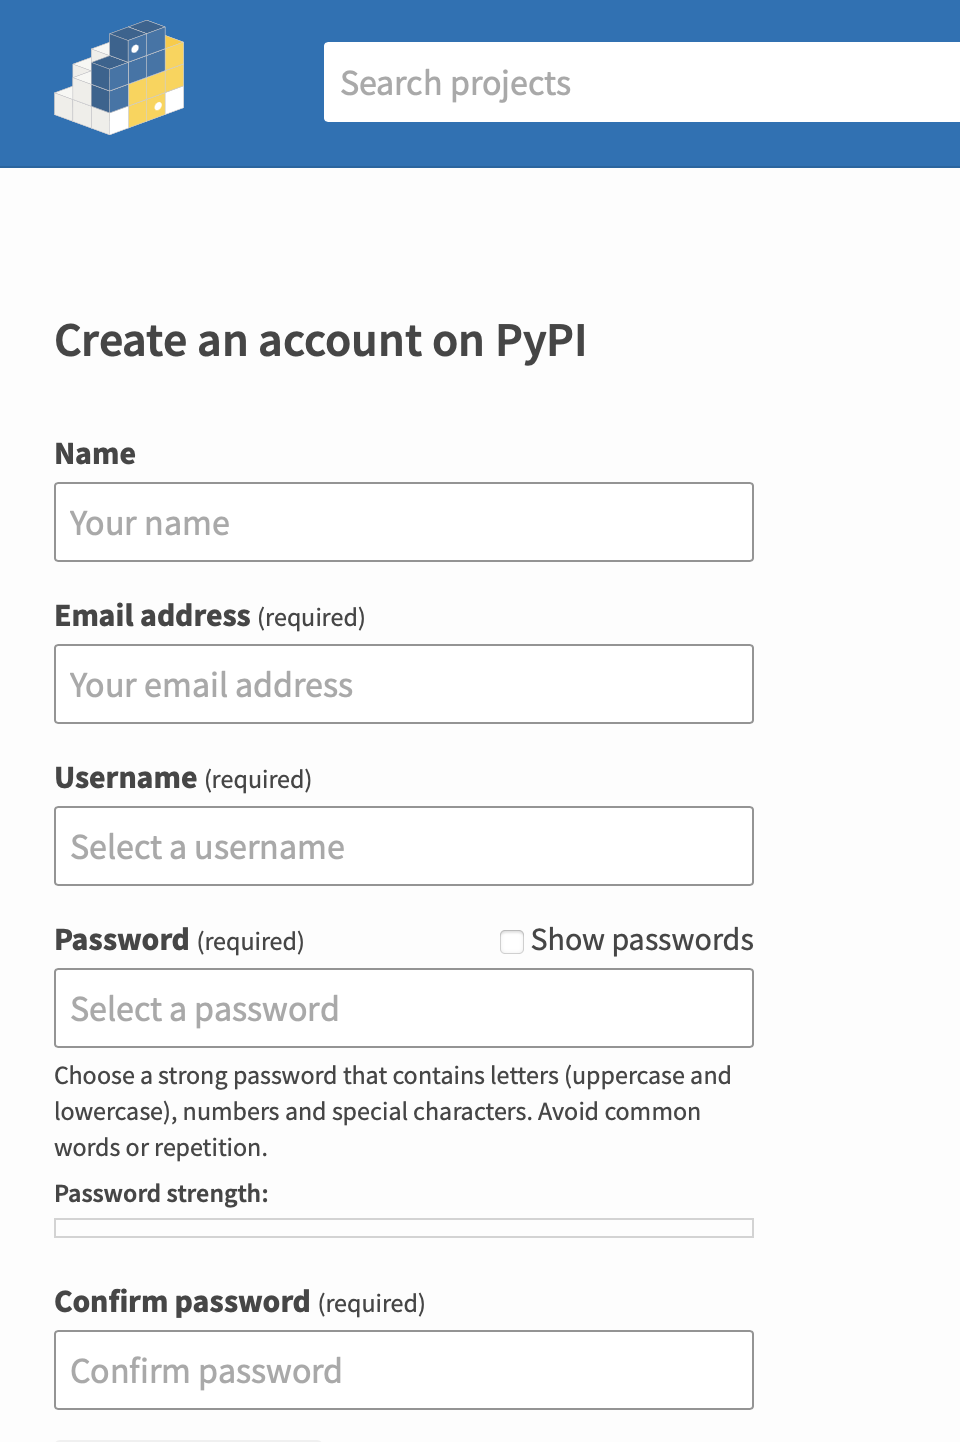 Search projects
Create an account on PyPI
Name
Your name
Email address (required)
Your email address
Username (required)
Select a username
Password (required) Show passwords
Select a password
Choose a strong password that contains letters (uppercase and
lowercase), numbers and special characters. Avoid common
words or repetition.
Password strength:
Confirm password (required)
Confirm password